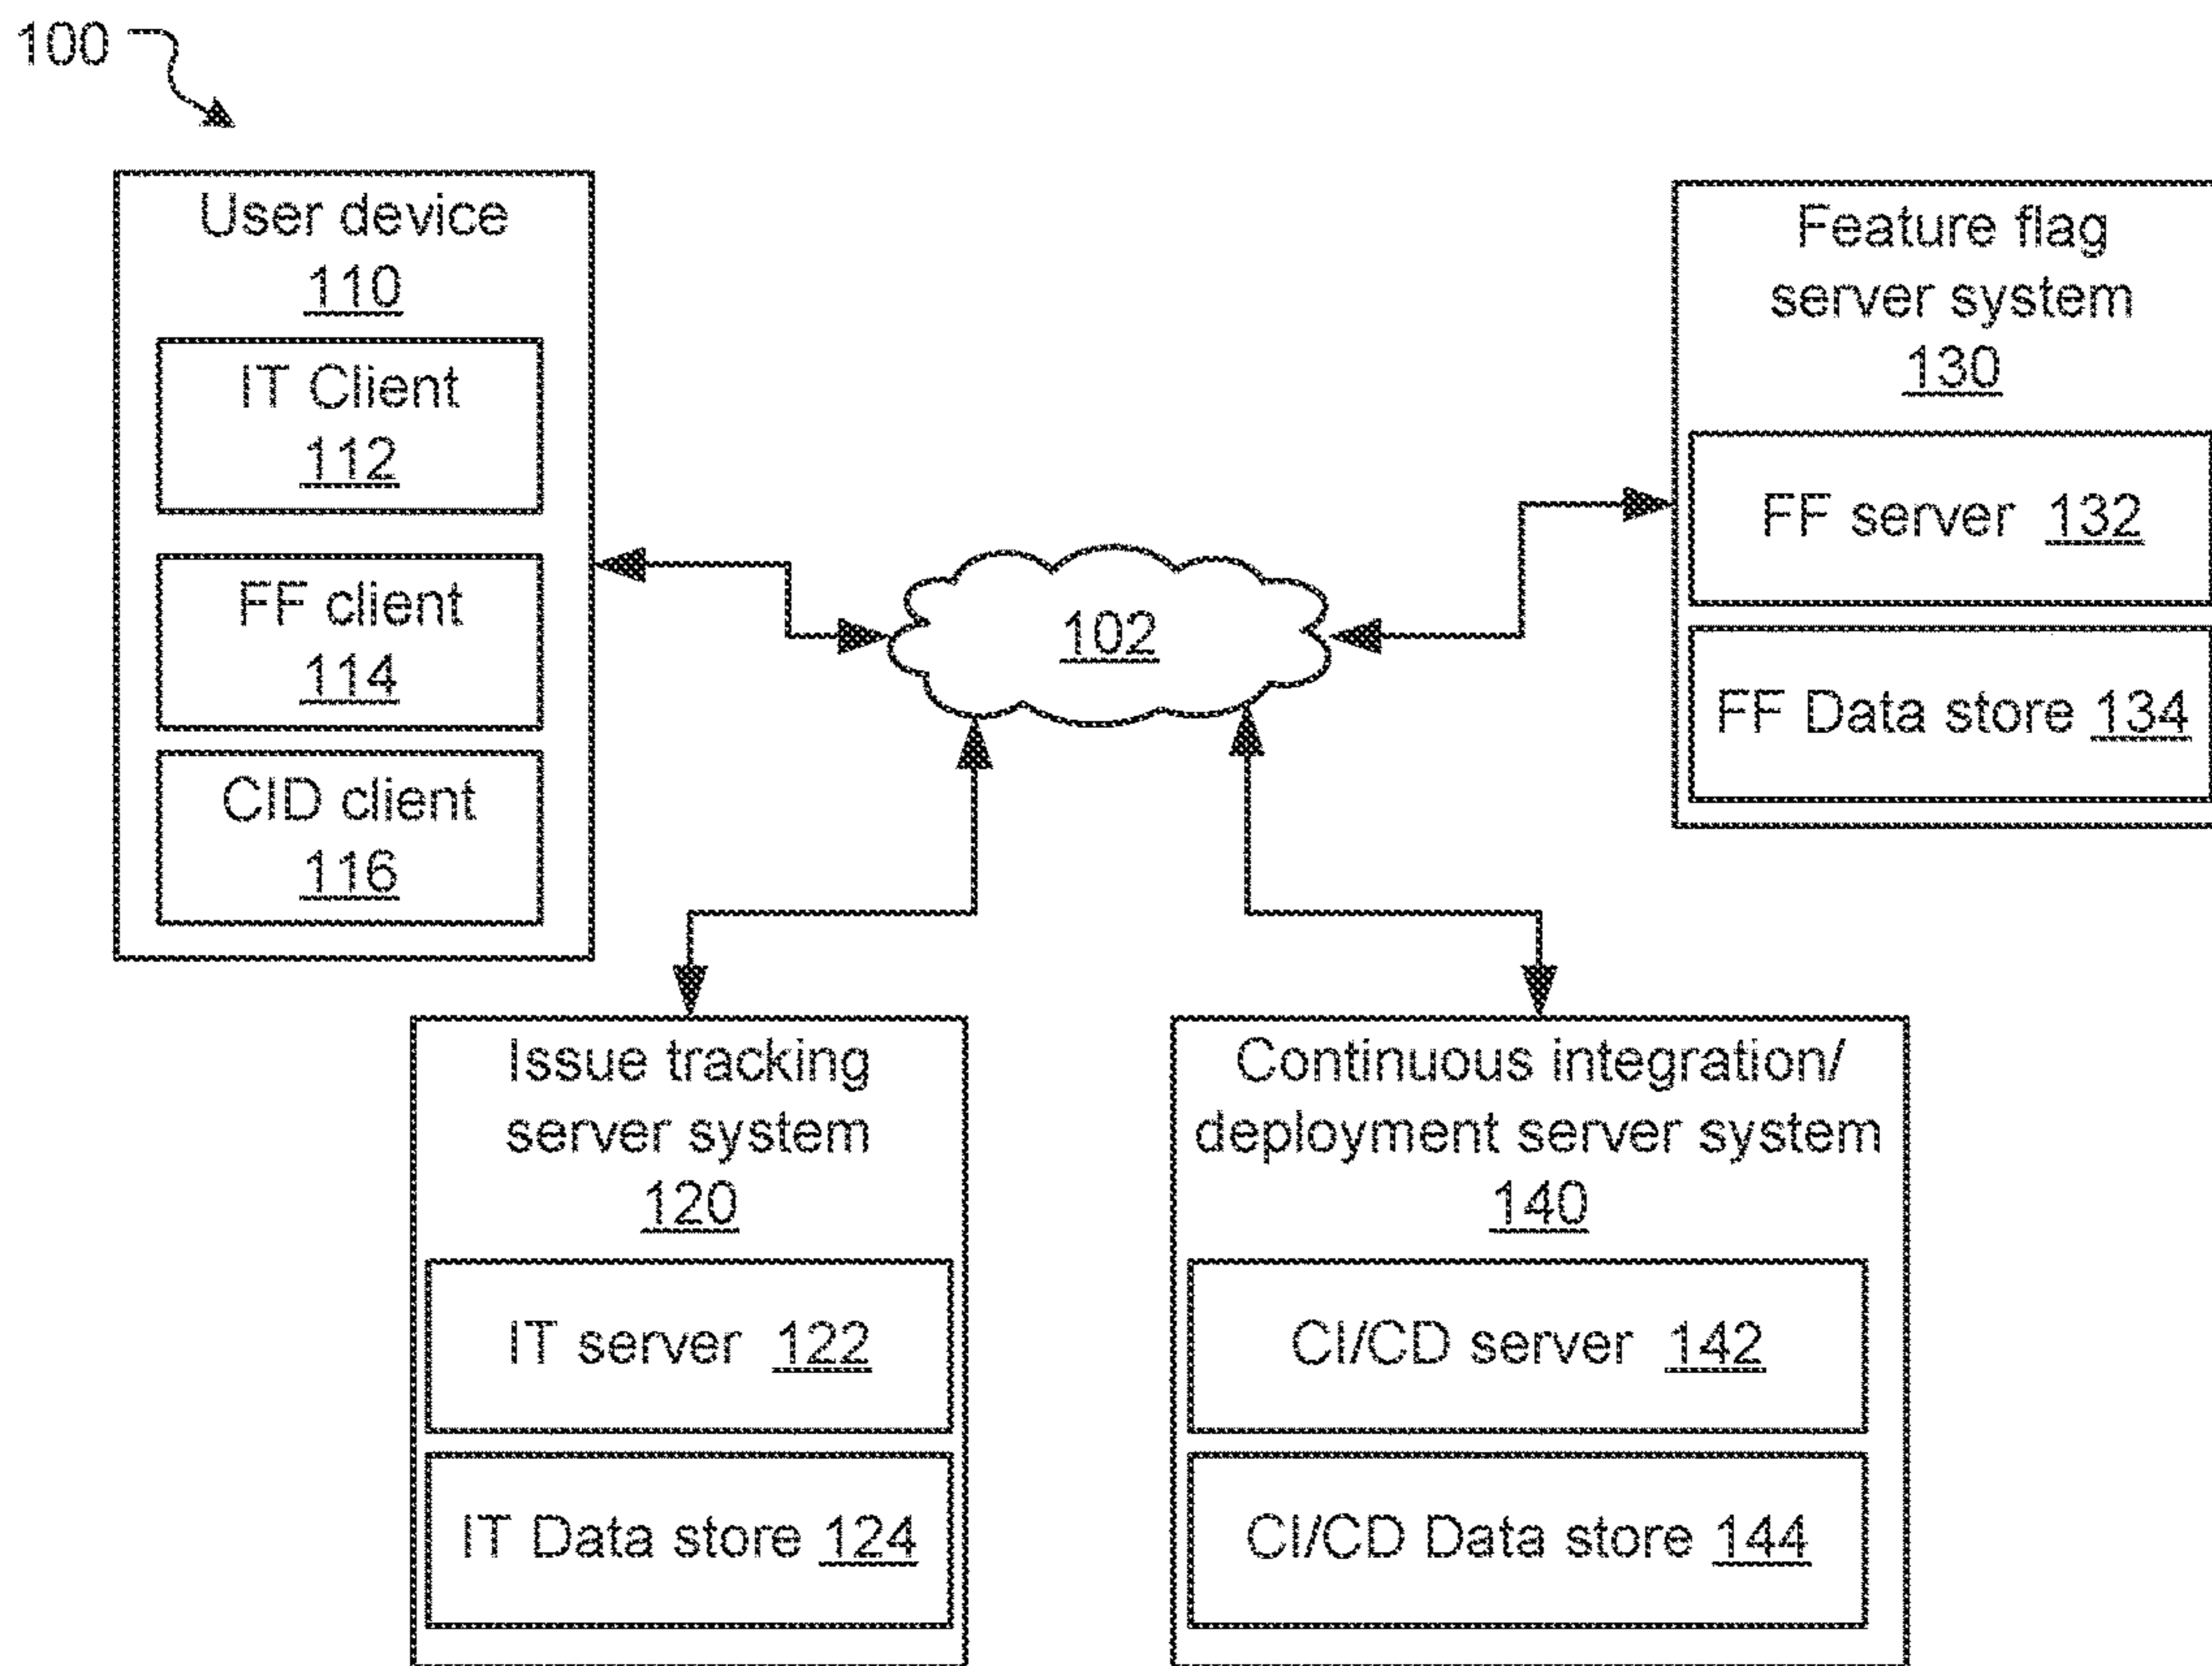 100
User device
110
IT Client
112
FF client
114
CID client
116
102
Feature flag
server system
130
FF server 132
FF Data store 134
Issue tracking
server system
120
IT server 122
IT Data store 124
Continuous integration/
deployment server system
140
CI/CD server 142
CI/CD Data store 144